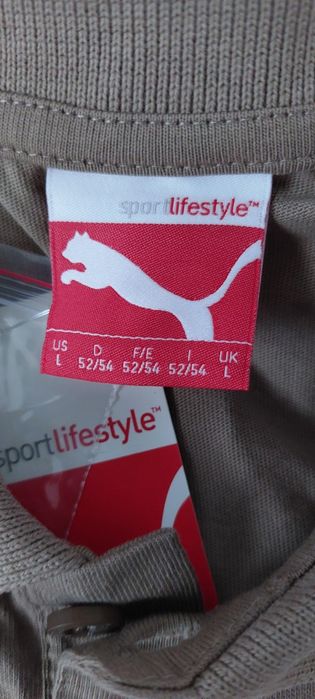 sportlifestyle™
US D F/E I UK
L 52/54 52/54 52/54 L
sportlifestyle™